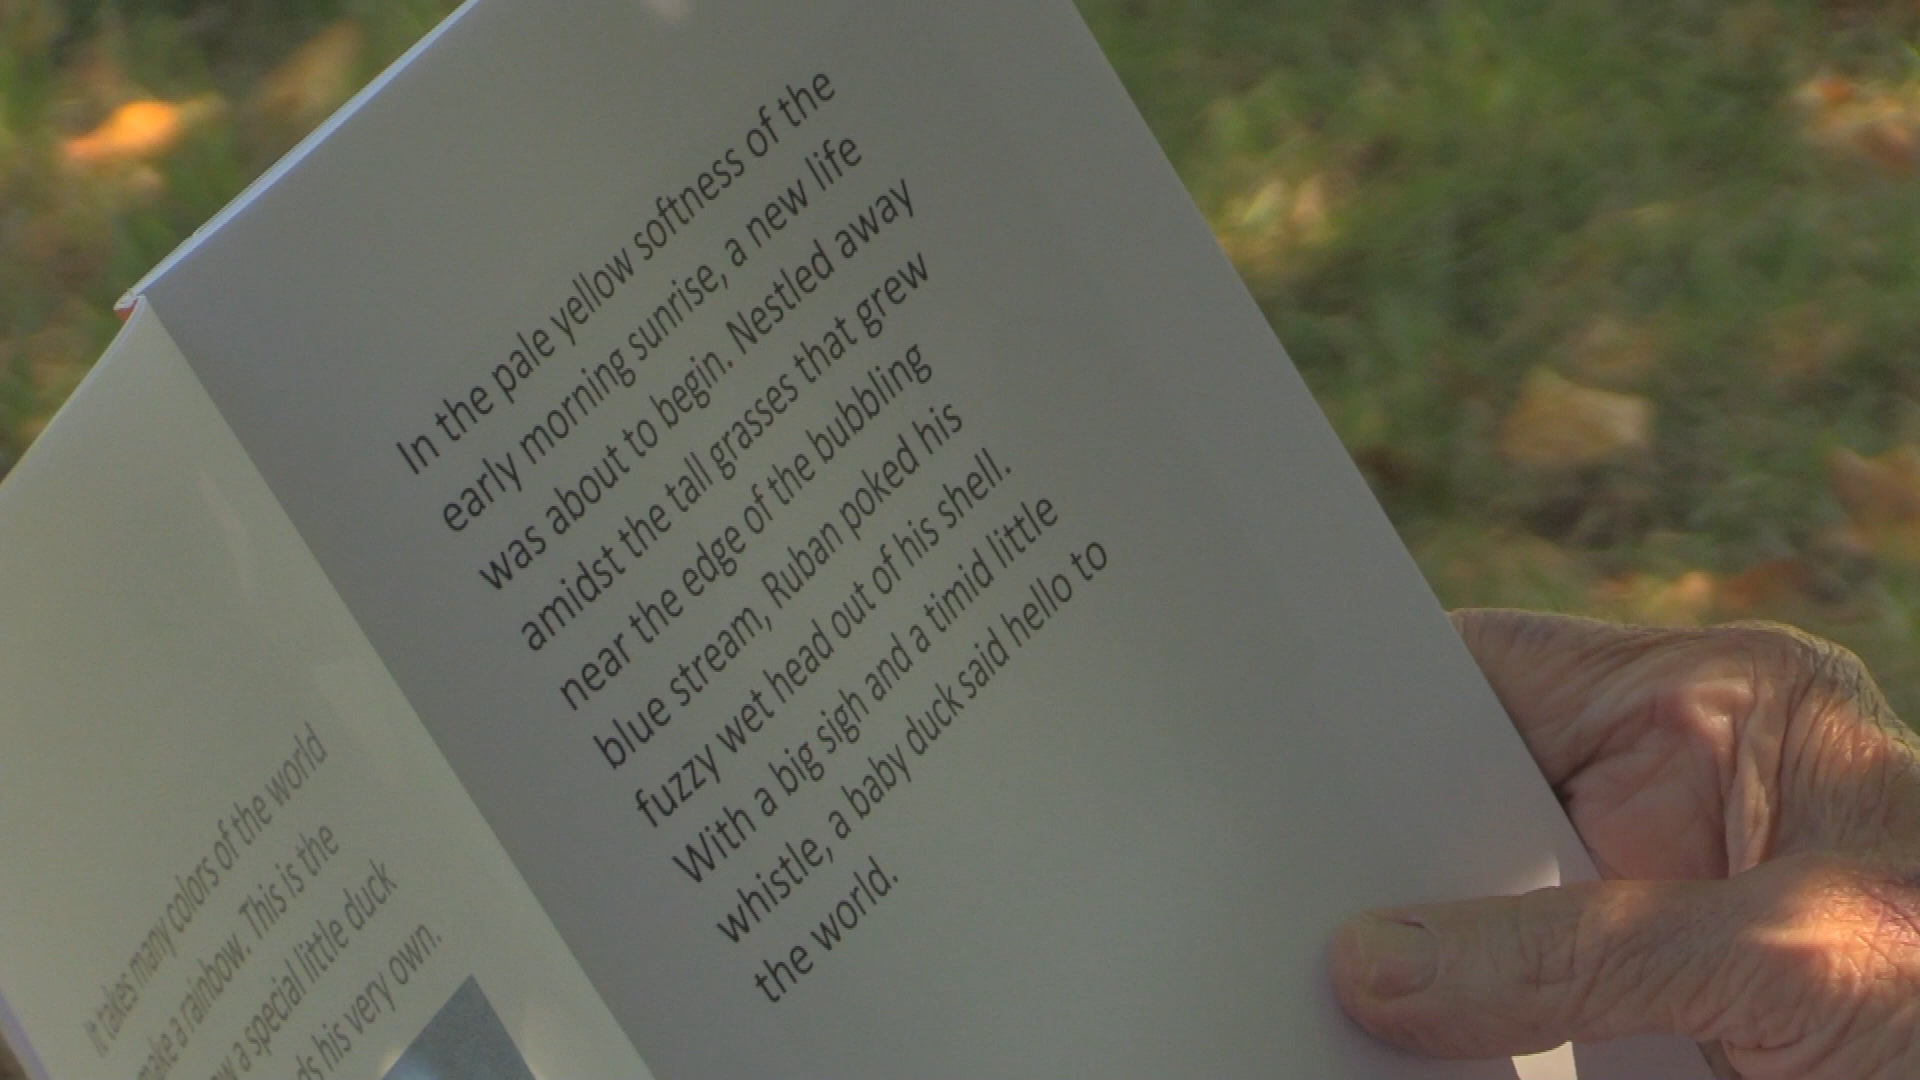 It takes many colors of the world
make a rainbow. This is the
a special little duck
his very own.
In the pale yellow softness of the
early morning sunrise, a new life
was about to begin. Nestled away
amidst the tall grasses that grew
near the edge of the bubbling
blue stream, Ruban poked his
fuzzy wet head out of his shell.
With a big sigh and a timid little
whistle, a baby duck said hello to
the world.